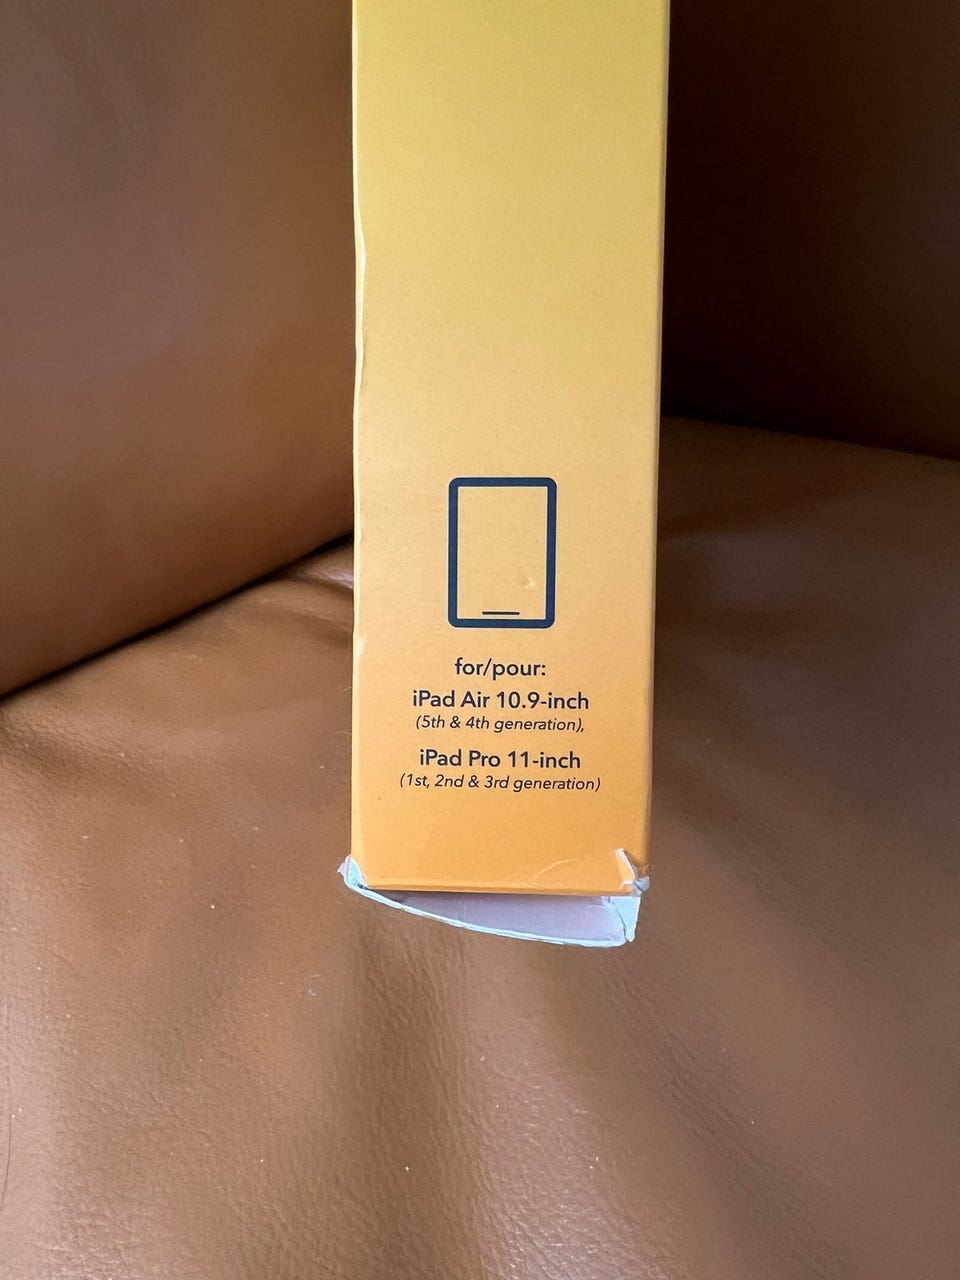 for/pour:
iPad Air 10.9-inch
(5th & 4th generation),
iPad Pro 11-inch
(1st, 2nd & 3rd generation)